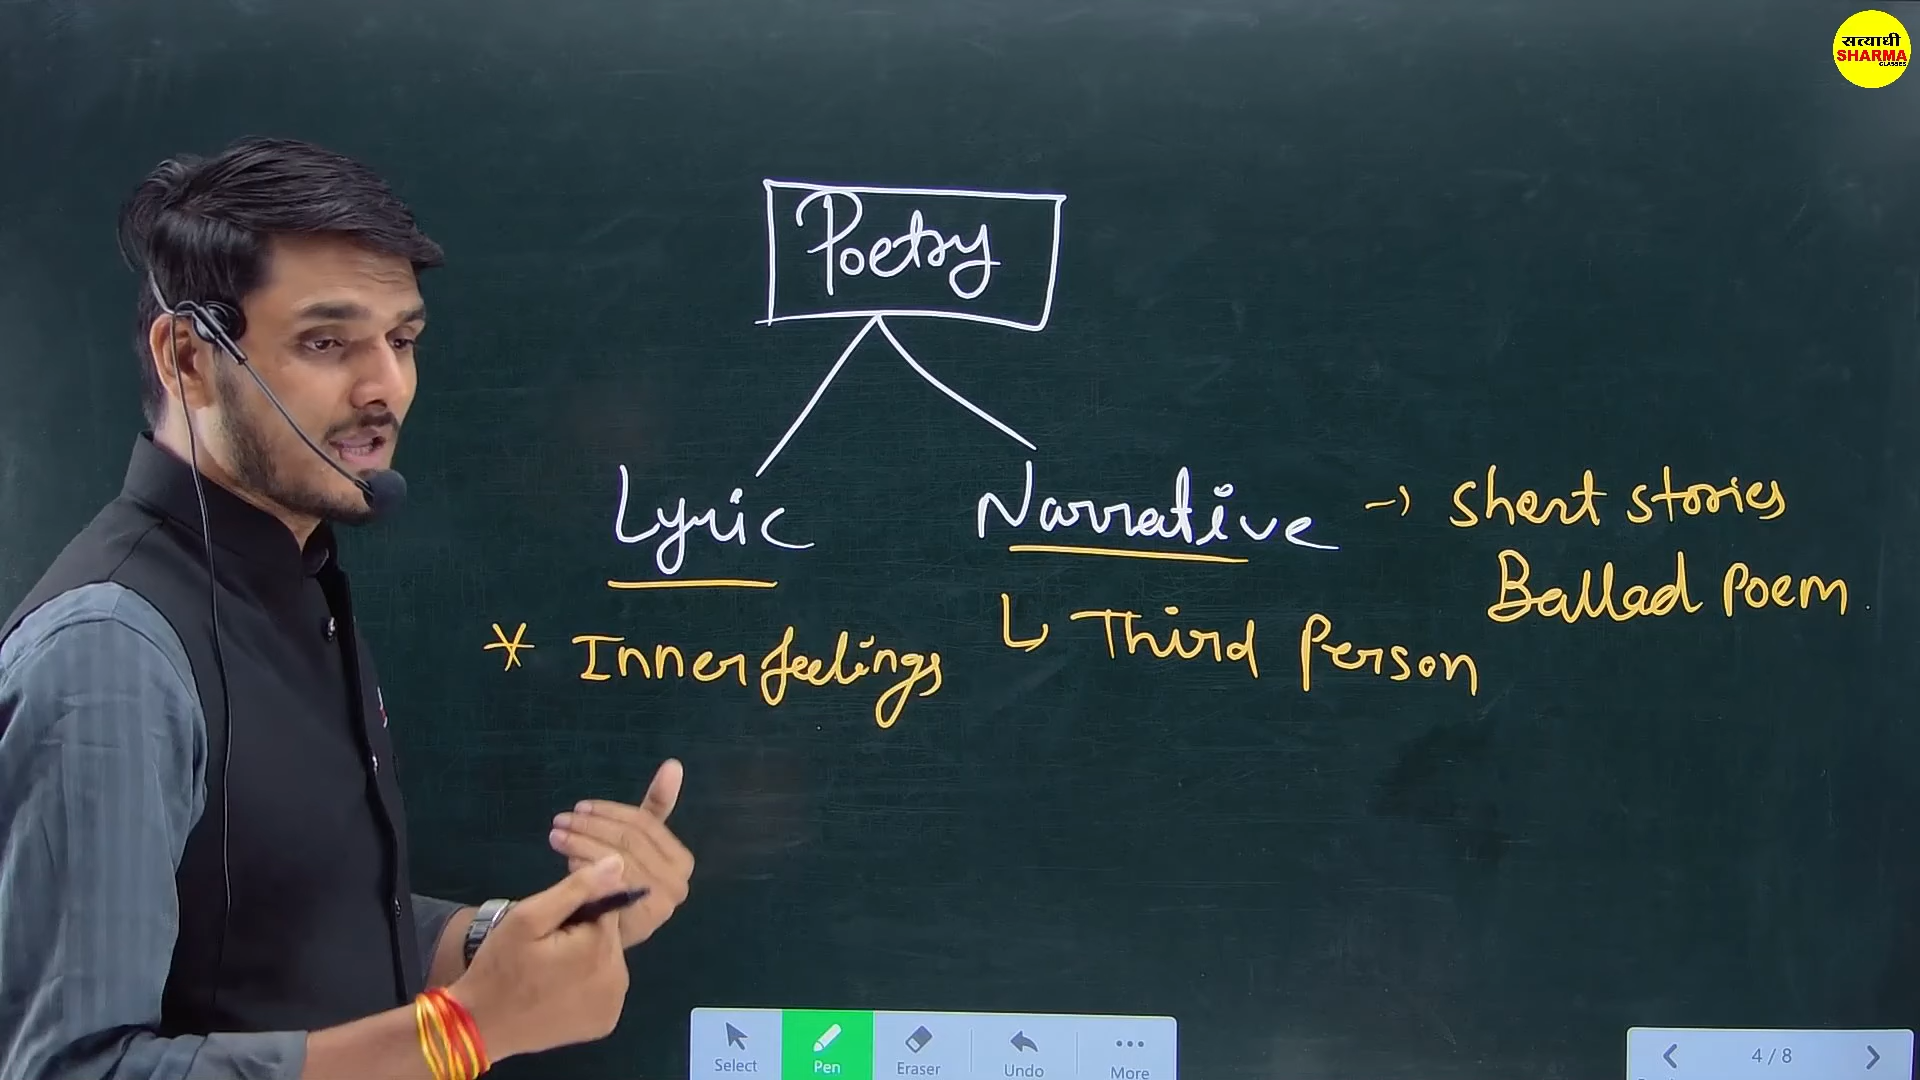 सत्याधी
SHARMA
CLASSES
Poetry
Lyric
Narrative → Short stories
Ballad Poem
* Inner feelings
↳ Third Person
Select
Pen
Eraser
Undo
More
4 / 8